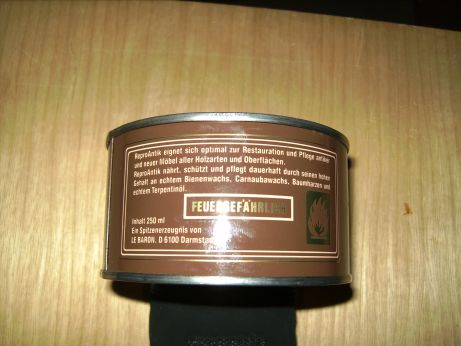 ReproAntik eignet sich optimal zur Restauration und Pflege antiker
und neuer Möbel aller Holzarten und Oberflächen.
ReproAntik nährt, schützt und pflegt dauerhaft durch seinen hohen
Gehalt an echtem Bienenwachs, Carnaubawachs, Baumharzen und
echtem Terpentinöl.
FEUERGEFÄHRLICH
Inhalt 250 ml
Ein Spitzenerzeugnis von
LE BARON, D 6100 Darmstadt